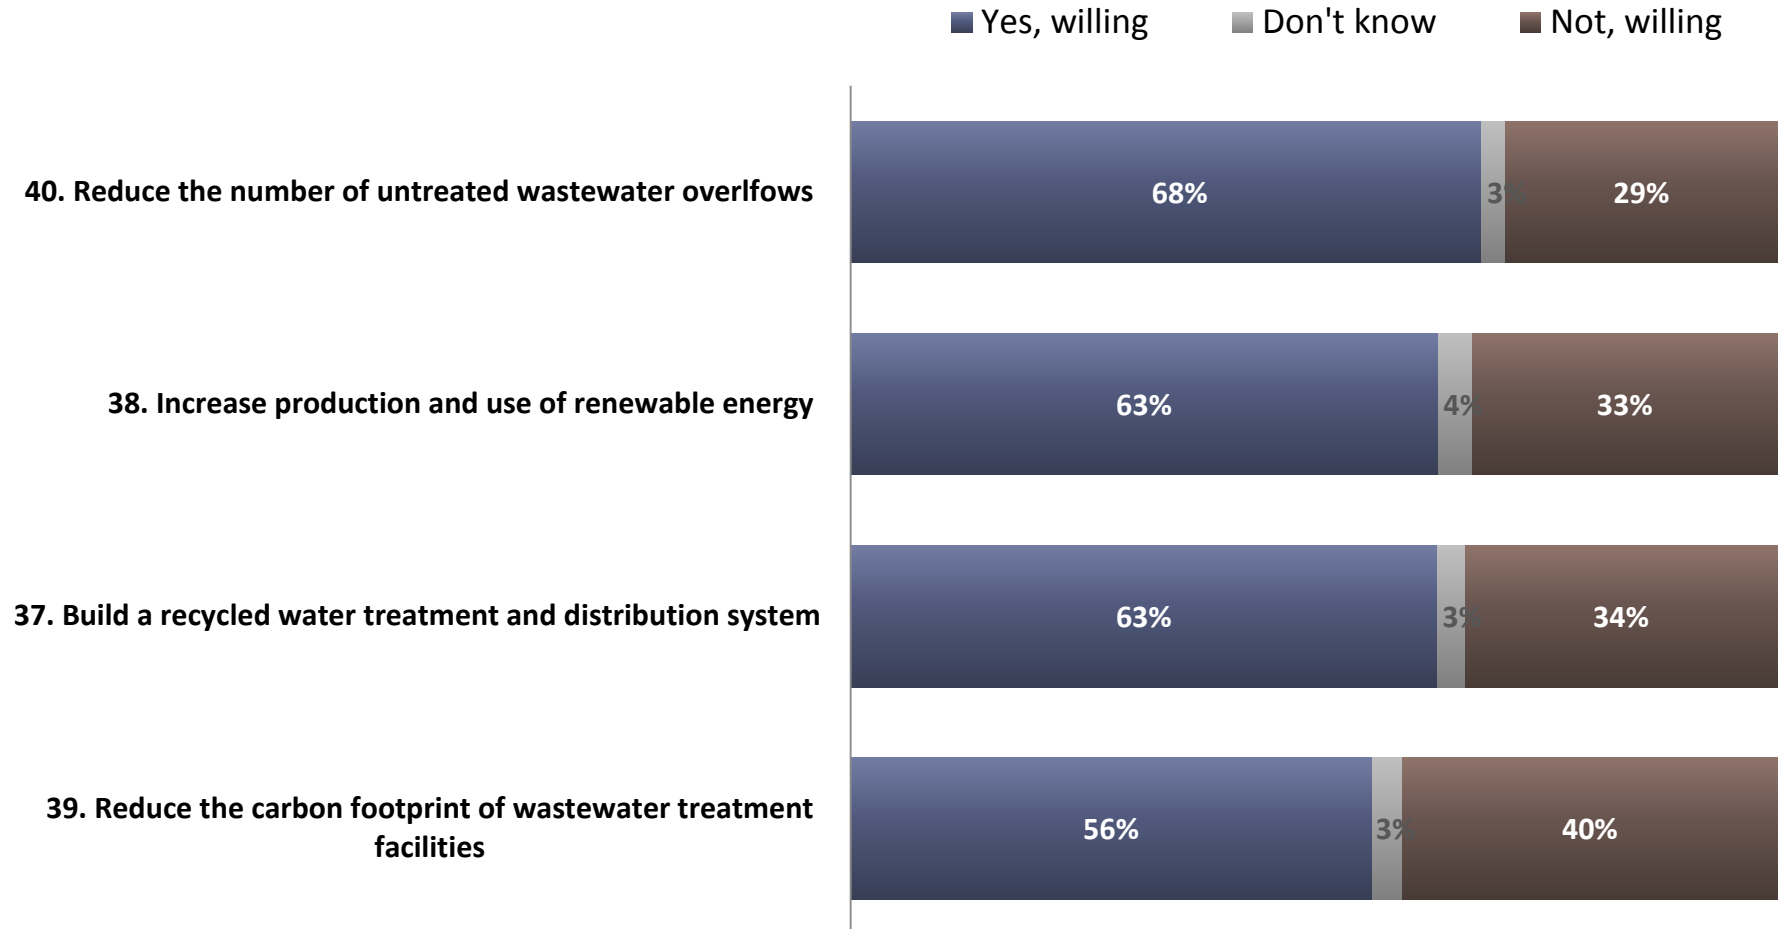 Yes, willing Don't know Not, willing
40. Reduce the number of untreated wastewater overlfows 68% 3% 29%
38. Increase production and use of renewable energy 63% 4% 33%
37. Build a recycled water treatment and distribution system 63% 3% 34%
39. Reduce the carbon footprint of wastewater treatment
facilities
56% 3% 40%